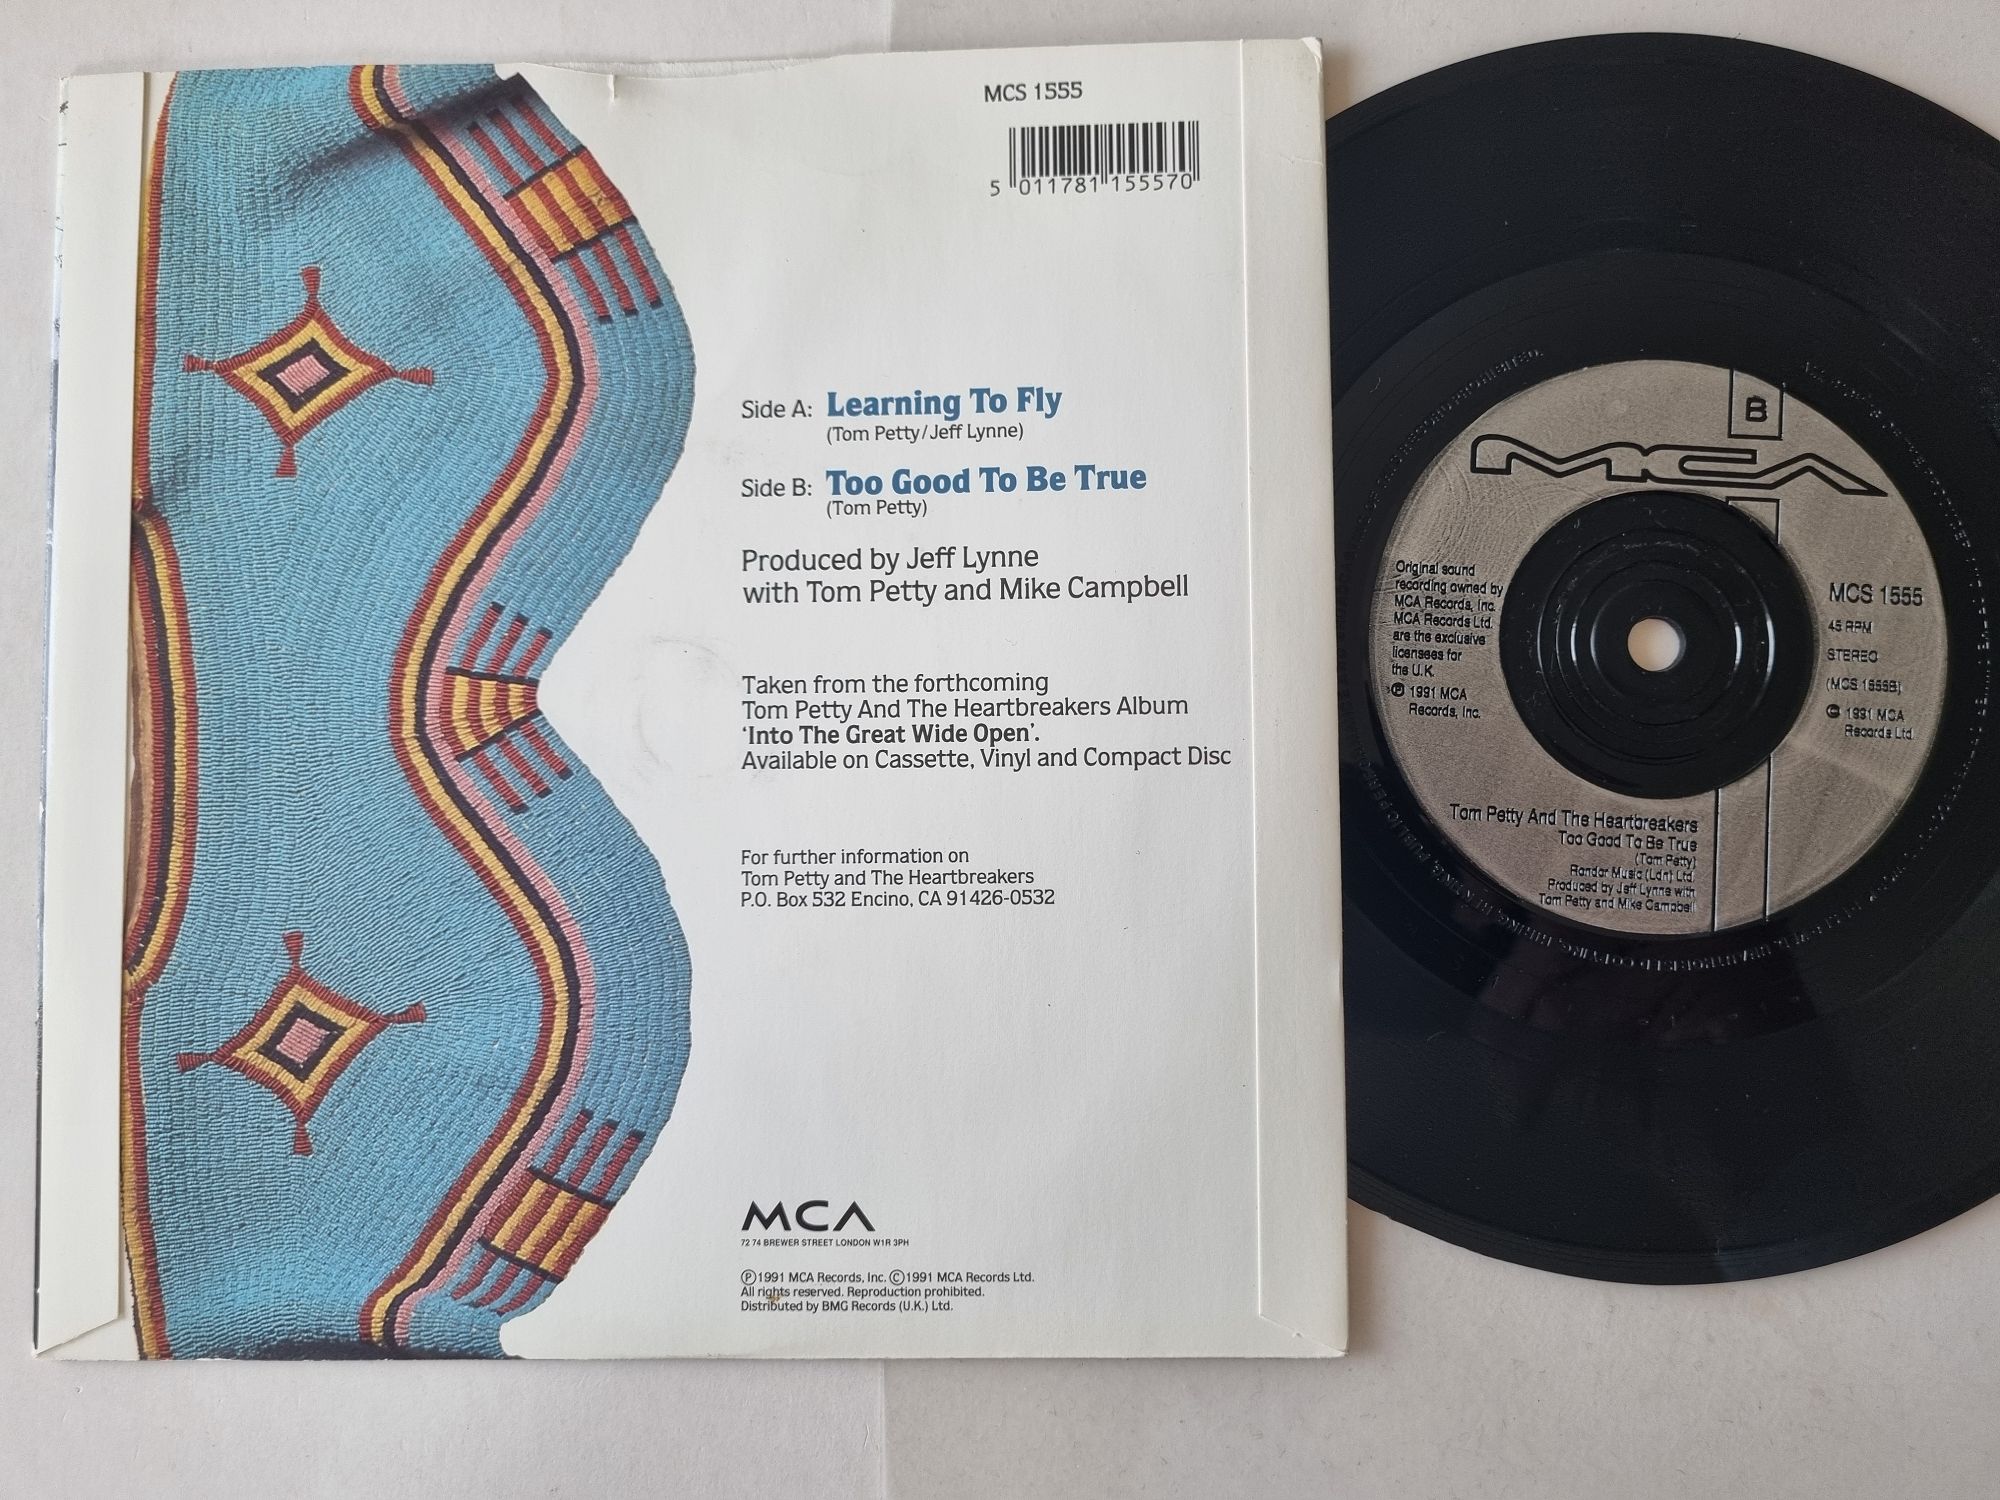 MCS 1555
5 011781 155570
Side A: Learning To Fly
(Tom Petty/Jeff Lynne)
Side B: Too Good To Be True
(Tom Petty)
Produced by Jeff Lynne
with Tom Petty and Mike Campbell
Taken from the forthcoming
Tom Petty And The Heartbreakers Album
‘Into The Great Wide Open’.
Available on Cassette, Vinyl and Compact Disc
For further information on
Tom Petty and The Heartbreakers
P.O. Box 532 Encino, CA 91426-0532
MCA
72 74 BREWER STREET LONDON W1R 3PH
Ⓟ1991 MCA Records, Inc. Ⓒ1991 MCA Records Ltd.
All rights reserved. Reproduction prohibited.
Distributed by BMG Records (U.K.) Ltd.
B
MCA
Original sound
recording owned by
MCA Records, Inc.
MCA Records Ltd.
are the exclusive
licensees for
the U.K.
Ⓟ 1991 MCA
Records, Inc.
MCS 1555
45 RPM
STEREO
(MCS 1555B)
Ⓒ 1991 MCA
Records Ltd.
Tom Petty And The Heartbreakers
Too Good To Be True
(Tom Petty)
Rondor Music (Ldn) Ltd.
Produced by Jeff Lynne with
Tom Petty and Mike Campbell